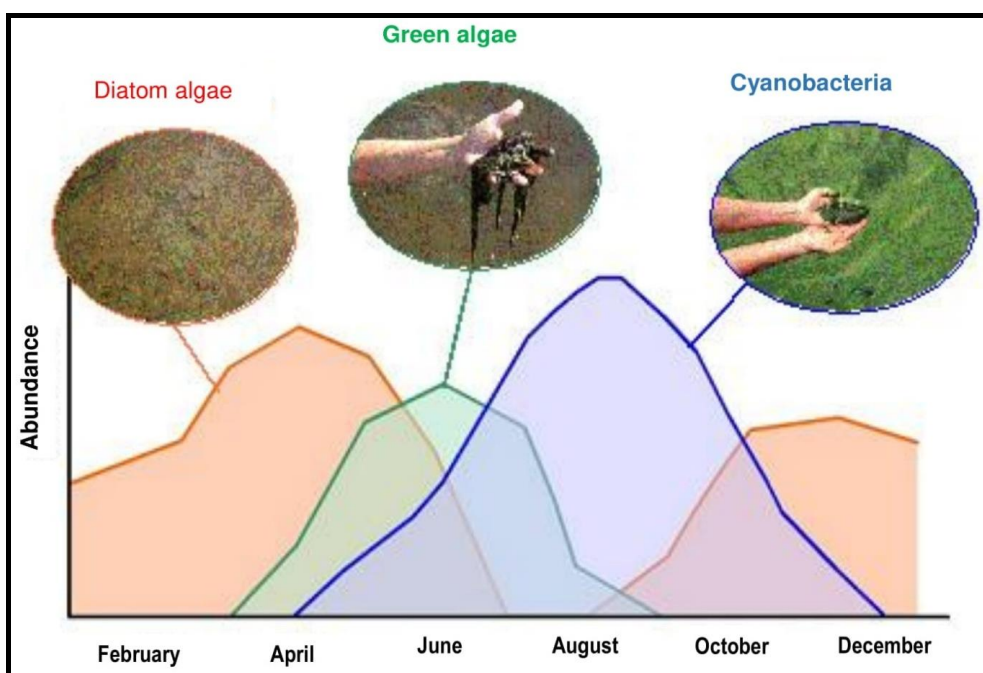 Green algae
Diatom algae
Cyanobacteria
Abundance
February
April
June
August
October
December